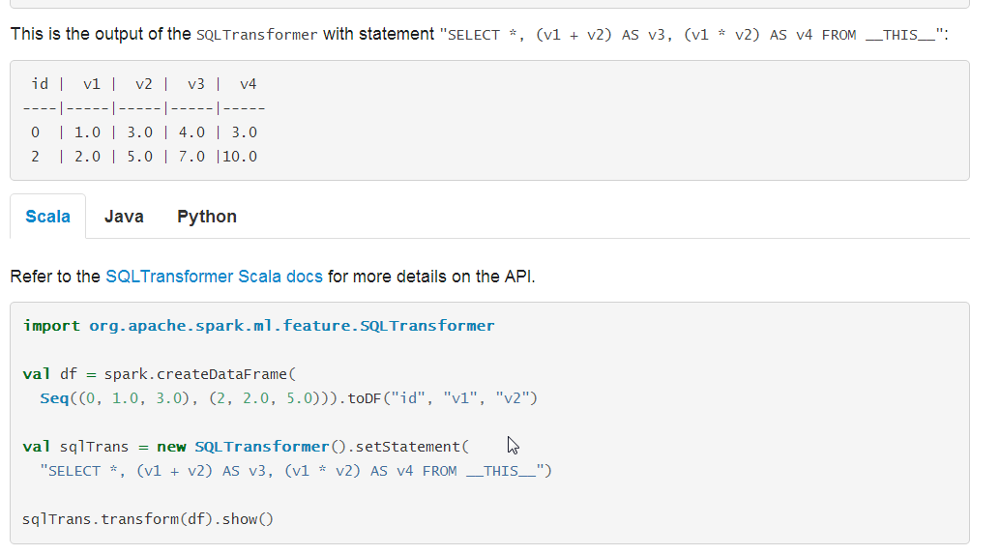 This is the output of the SQLTransformer with statement "SELECT *, (v1 + v2) AS v3, (v1 * v2) AS v4 FROM __THIS__":
id |  v1 |  v2 |  v3 |  v4
----|-----|-----|-----|-----
0  | 1.0 | 3.0 | 4.0 | 3.0
2  | 2.0 | 5.0 | 7.0 |10.0
Scala Java Python
Refer to the SQLTransformer Scala docs for more details on the API.
import org.apache.spark.ml.feature.SQLTransformer
val df = spark.createDataFrame(
  Seq((0, 1.0, 3.0), (2, 2.0, 5.0))).toDF("id", "v1", "v2")
val sqlTrans = new SQLTransformer().setStatement(
  "SELECT *, (v1 + v2) AS v3, (v1 * v2) AS v4 FROM __THIS__")
sqlTrans.transform(df).show()